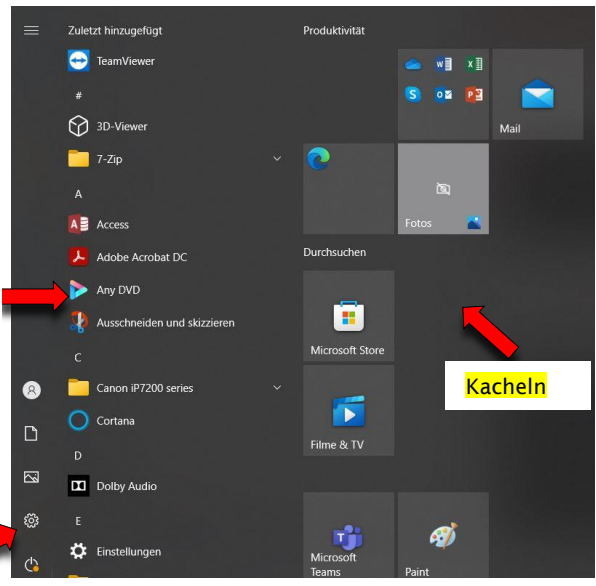 Zuletzt hinzugefügt
TeamViewer
#
3D-Viewer
7-Zip
A
Access
Adobe Acrobat DC
Any DVD
Ausschneiden und skizzieren
C
Canon iP7200 series
Cortana
D
Dolby Audio
E
Einstellungen
Produktivität
Mail
Fotos
Durchsuchen
Microsoft Store
Kacheln
Filme & TV
Microsoft
Teams
Paint